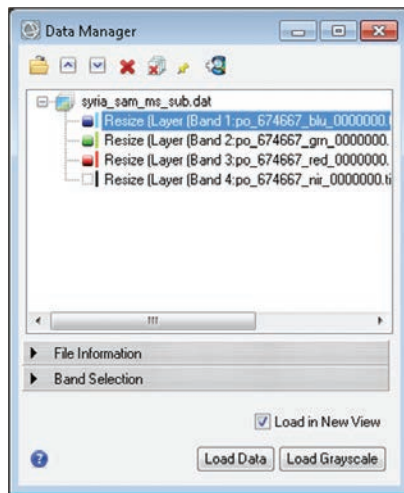 Data Manager
syria_sam_ms_sub.dat
Resize (Layer (Band 1:po_674667_blu_0000000.t
Resize (Layer (Band 2:po_674667_grn_0000000.
Resize (Layer (Band 3:po_674667_red_0000000.
Resize (Layer (Band 4:po_674667_nir_0000000.ti
File Information
Band Selection
Load in New View
Load Data Load Grayscale